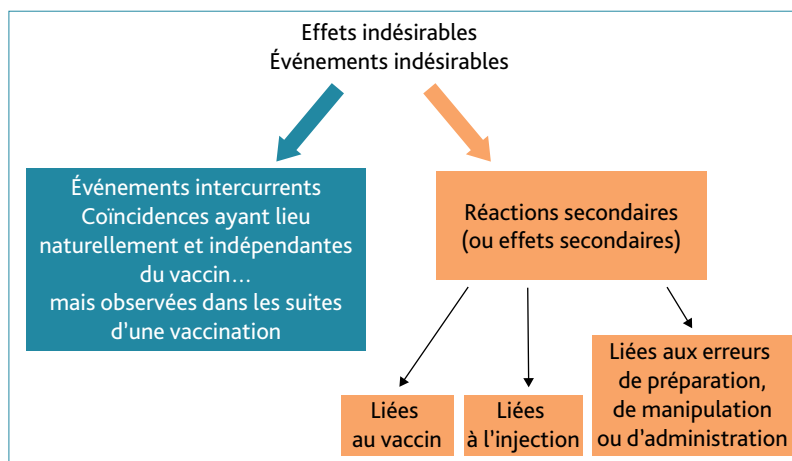 Effets indésirables
Événements indésirables
Événements intercurrents
Coïncidences ayant lieu
naturellement et indépendantes
du vaccin…
mais observées dans les suites
d'une vaccination
Réactions secondaires
(ou effets secondaires)
Liées
au vaccin
Liées
à l'injection
Liées aux erreurs
de préparation,
de manipulation
ou d'administration